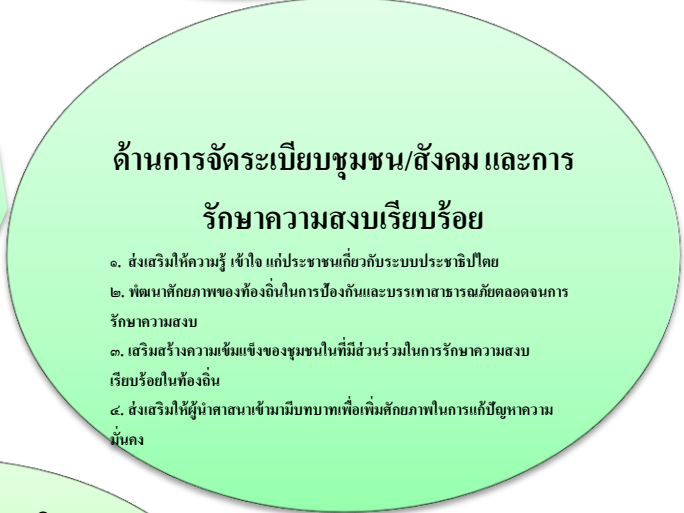 ด้านการจัดระเบียบชุมชน/สังคม และการ
รักษาความสงบเรียบร้อย
๑. ส่งเสริมให้ความรู้ เข้าใจ แก่ประชาชนเกี่ยวกับระบบประชาธิปไตย
๒. พัฒนาศักยภาพของท้องถิ่นในการป้องกันและบรรเทาสาธารณภัยตลอดจนการ
รักษาความสงบ
๓. เสริมสร้างความเข้มแข็งของชุมชนในที่มีส่วนร่วมในการรักษาความสงบ
เรียบร้อยในท้องถิ่น
๔. ส่งเสริมให้ผู้นำศาสนาเข้ามามีบทบาทเพื่อเพิ่มศักยภาพในการแก้ปัญหาความ
มั่นคง